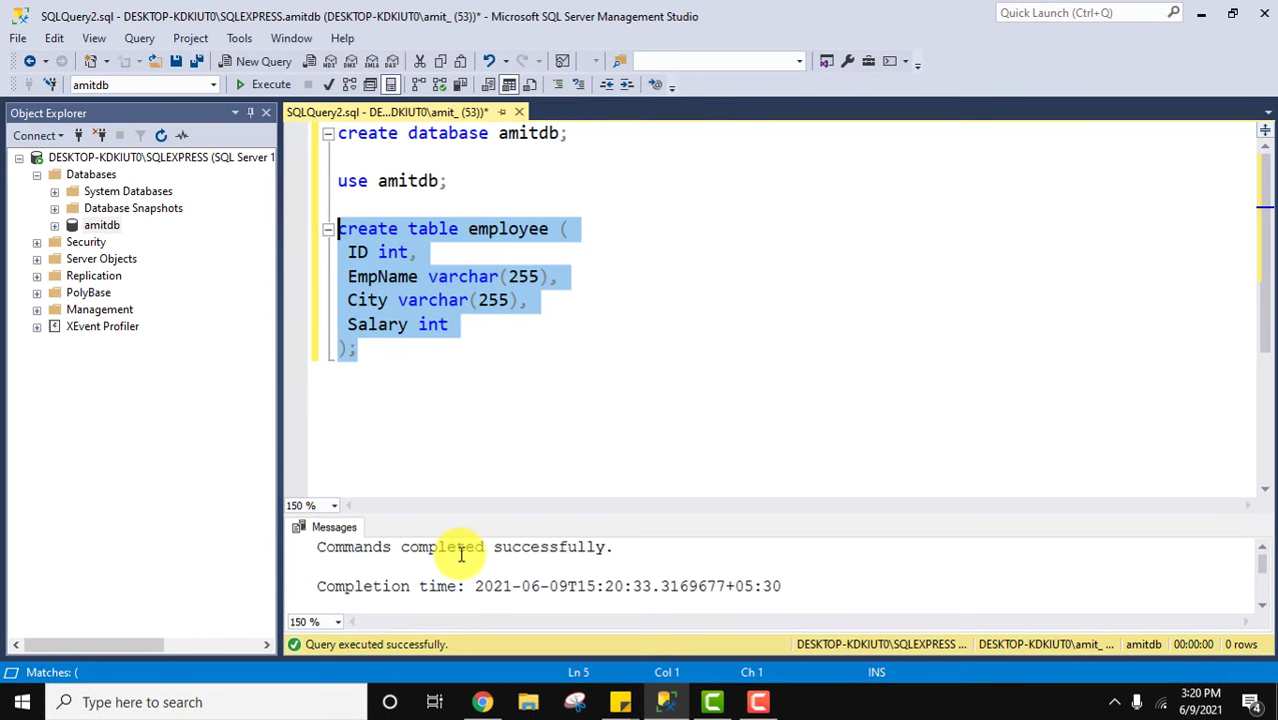 SQLQuery2.sql - DESKTOP-KDKIUT0\SQLEXPRESS.amitdb (DESKTOP-KDKIUT0\amit_ (53))* - Microsoft SQL Server Management Studio
Quick Launch (Ctrl+Q)
File Edit View Query Project Tools Window Help
New Query
MDX DMX XMLA DAX
amitdb
Execute
Object Explorer
SQLQuery2.sql - DE...DKIUT0\amit_ (53))*
Connect
DESKTOP-KDKIUT0\SQLEXPRESS (SQL Server 1
Databases
System Databases
Database Snapshots
amitdb
Security
Server Objects
Replication
PolyBase
Management
XEvent Profiler
create database amitdb;
use amitdb;
create table employee (
ID int,
EmpName varchar(255),
City varchar(255),
Salary int
);
150 %
Messages
Commands completed successfully.
Completion time: 2021-06-09T15:20:33.3169677+05:30
150 %
Query executed successfully.
DESKTOP-KDKIUT0\SQLEXPRESS ... DESKTOP-KDKIUT0\amit_ ... amitdb 00:00:00 0 rows
Matches: ( Ln 5 Col 1 Ch 1 INS
Type here to search
3:20 PM
6/9/2021
4